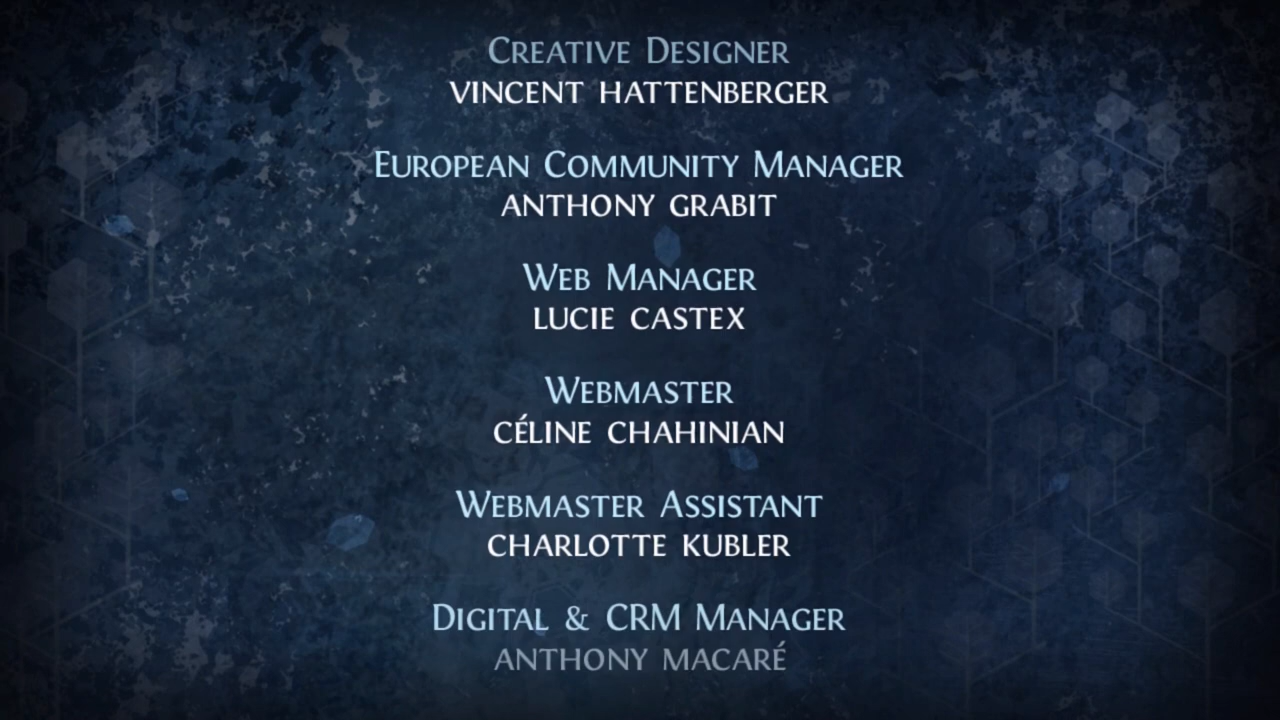 Creative Designer
VINCENT HATTENBERGER
European Community Manager
ANTHONY GRABIT
Web Manager
LUCIE CASTEX
Webmaster
CÉLINE CHAHINIAN
Webmaster Assistant
CHARLOTTE KUBLER
Digital & CRM Manager
ANTHONY MACARÉ